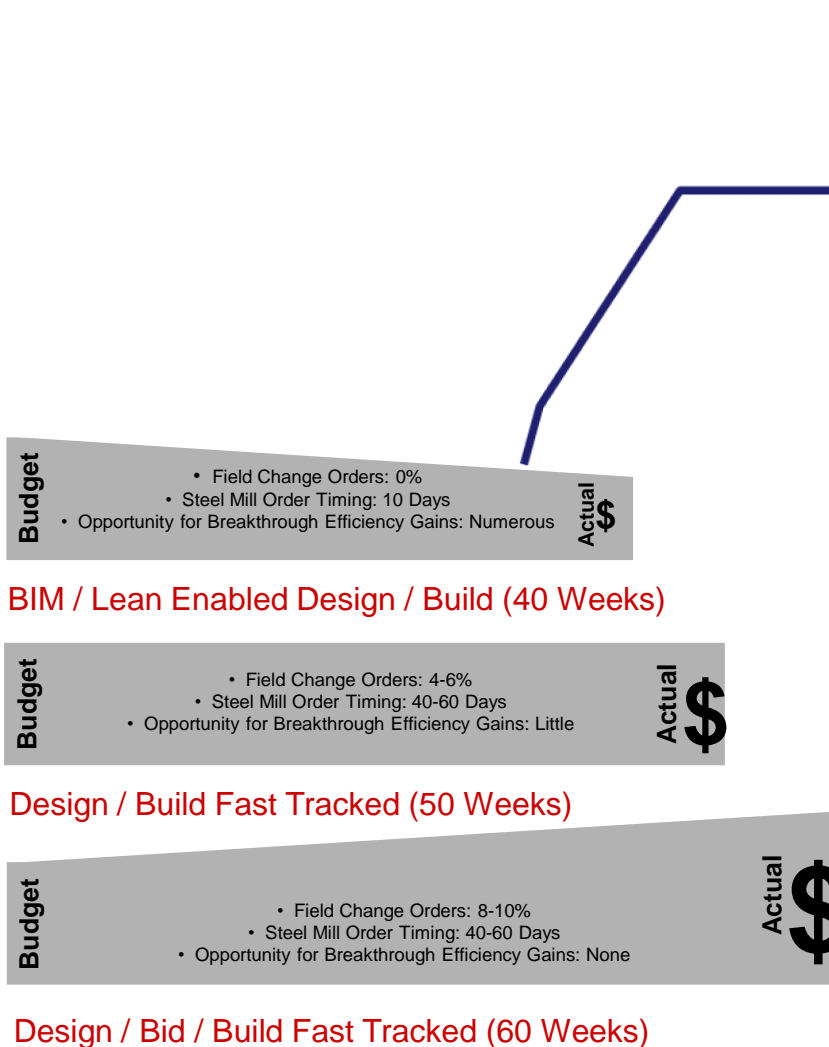 Budget
• Field Change Orders: 0%
• Steel Mill Order Timing: 10 Days
• Opportunity for Breakthrough Efficiency Gains: Numerous
Actual
$
BIM / Lean Enabled Design / Build (40 Weeks)
Budget
• Field Change Orders: 4-6%
• Steel Mill Order Timing: 40-60 Days
• Opportunity for Breakthrough Efficiency Gains: Little
Actual
$
Design / Build Fast Tracked (50 Weeks)
Budget
• Field Change Orders: 8-10%
• Steel Mill Order Timing: 40-60 Days
• Opportunity for Breakthrough Efficiency Gains: None
Actual
$
Design / Bid / Build Fast Tracked (60 Weeks)